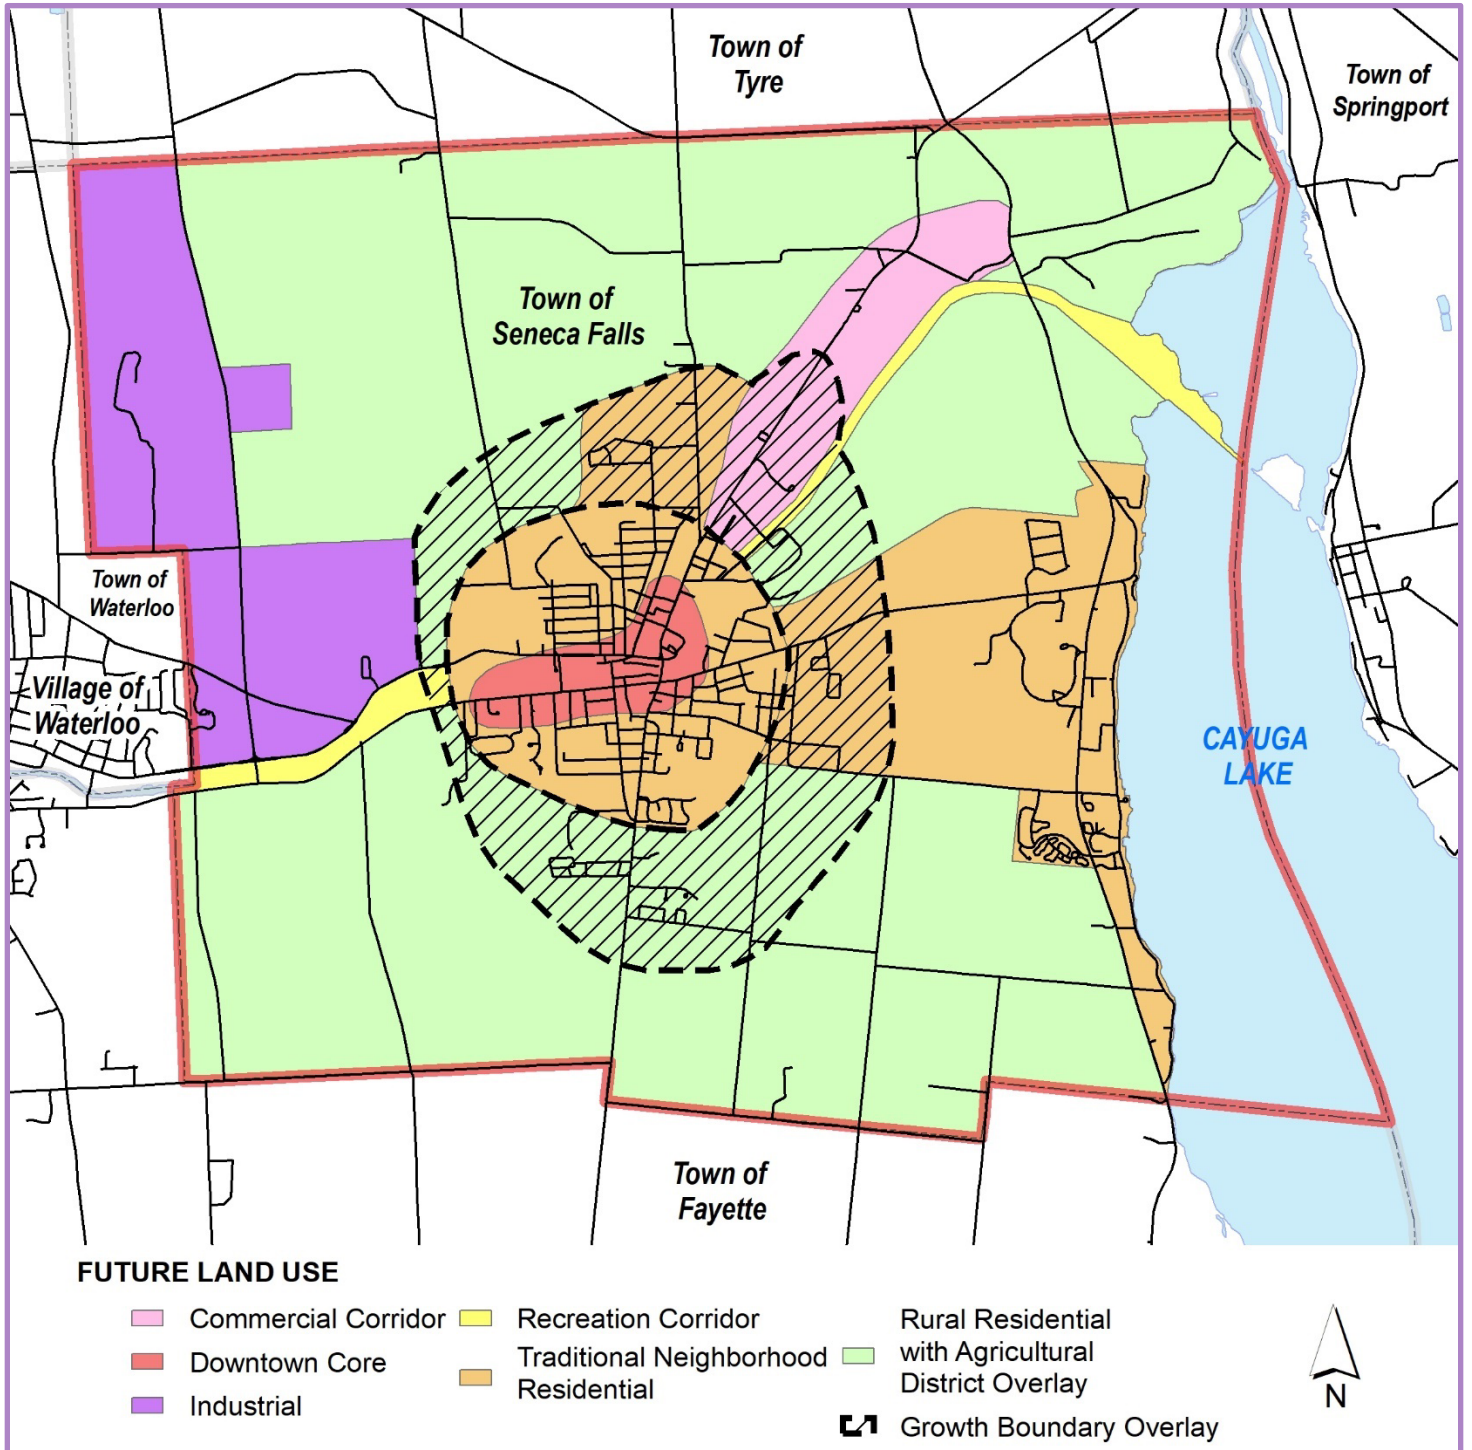 Town of
Tyre
Town of
Springport
Town of
Seneca Falls
Town of
Waterloo
Village of
Waterloo
CAYUGA
LAKE
Town of
Fayette
FUTURE LAND USE
Commercial Corridor
Downtown Core
Industrial
Recreation Corridor
Traditional Neighborhood
Residential
Rural Residential
with Agricultural
District Overlay
Growth Boundary Overlay
N